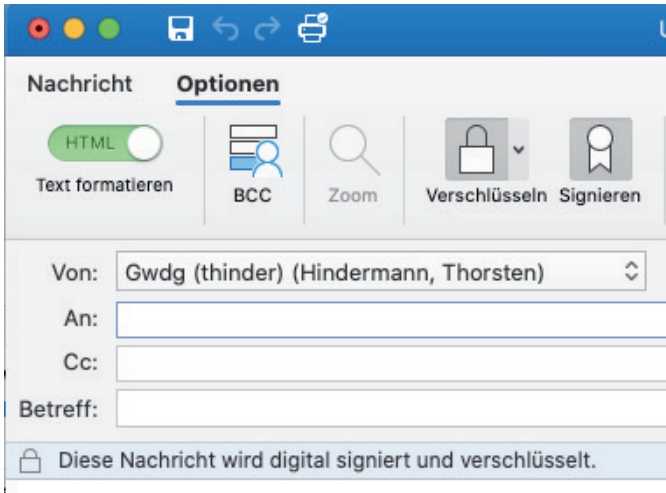 Nachricht Optionen
HTML
Text formatieren
BCC
Zoom
Verschlüsseln
Signieren
Von: Gwdg (thinder) (Hindermann, Thorsten)
An:
Cc:
Betreff:
Diese Nachricht wird digital signiert und verschlüsselt.